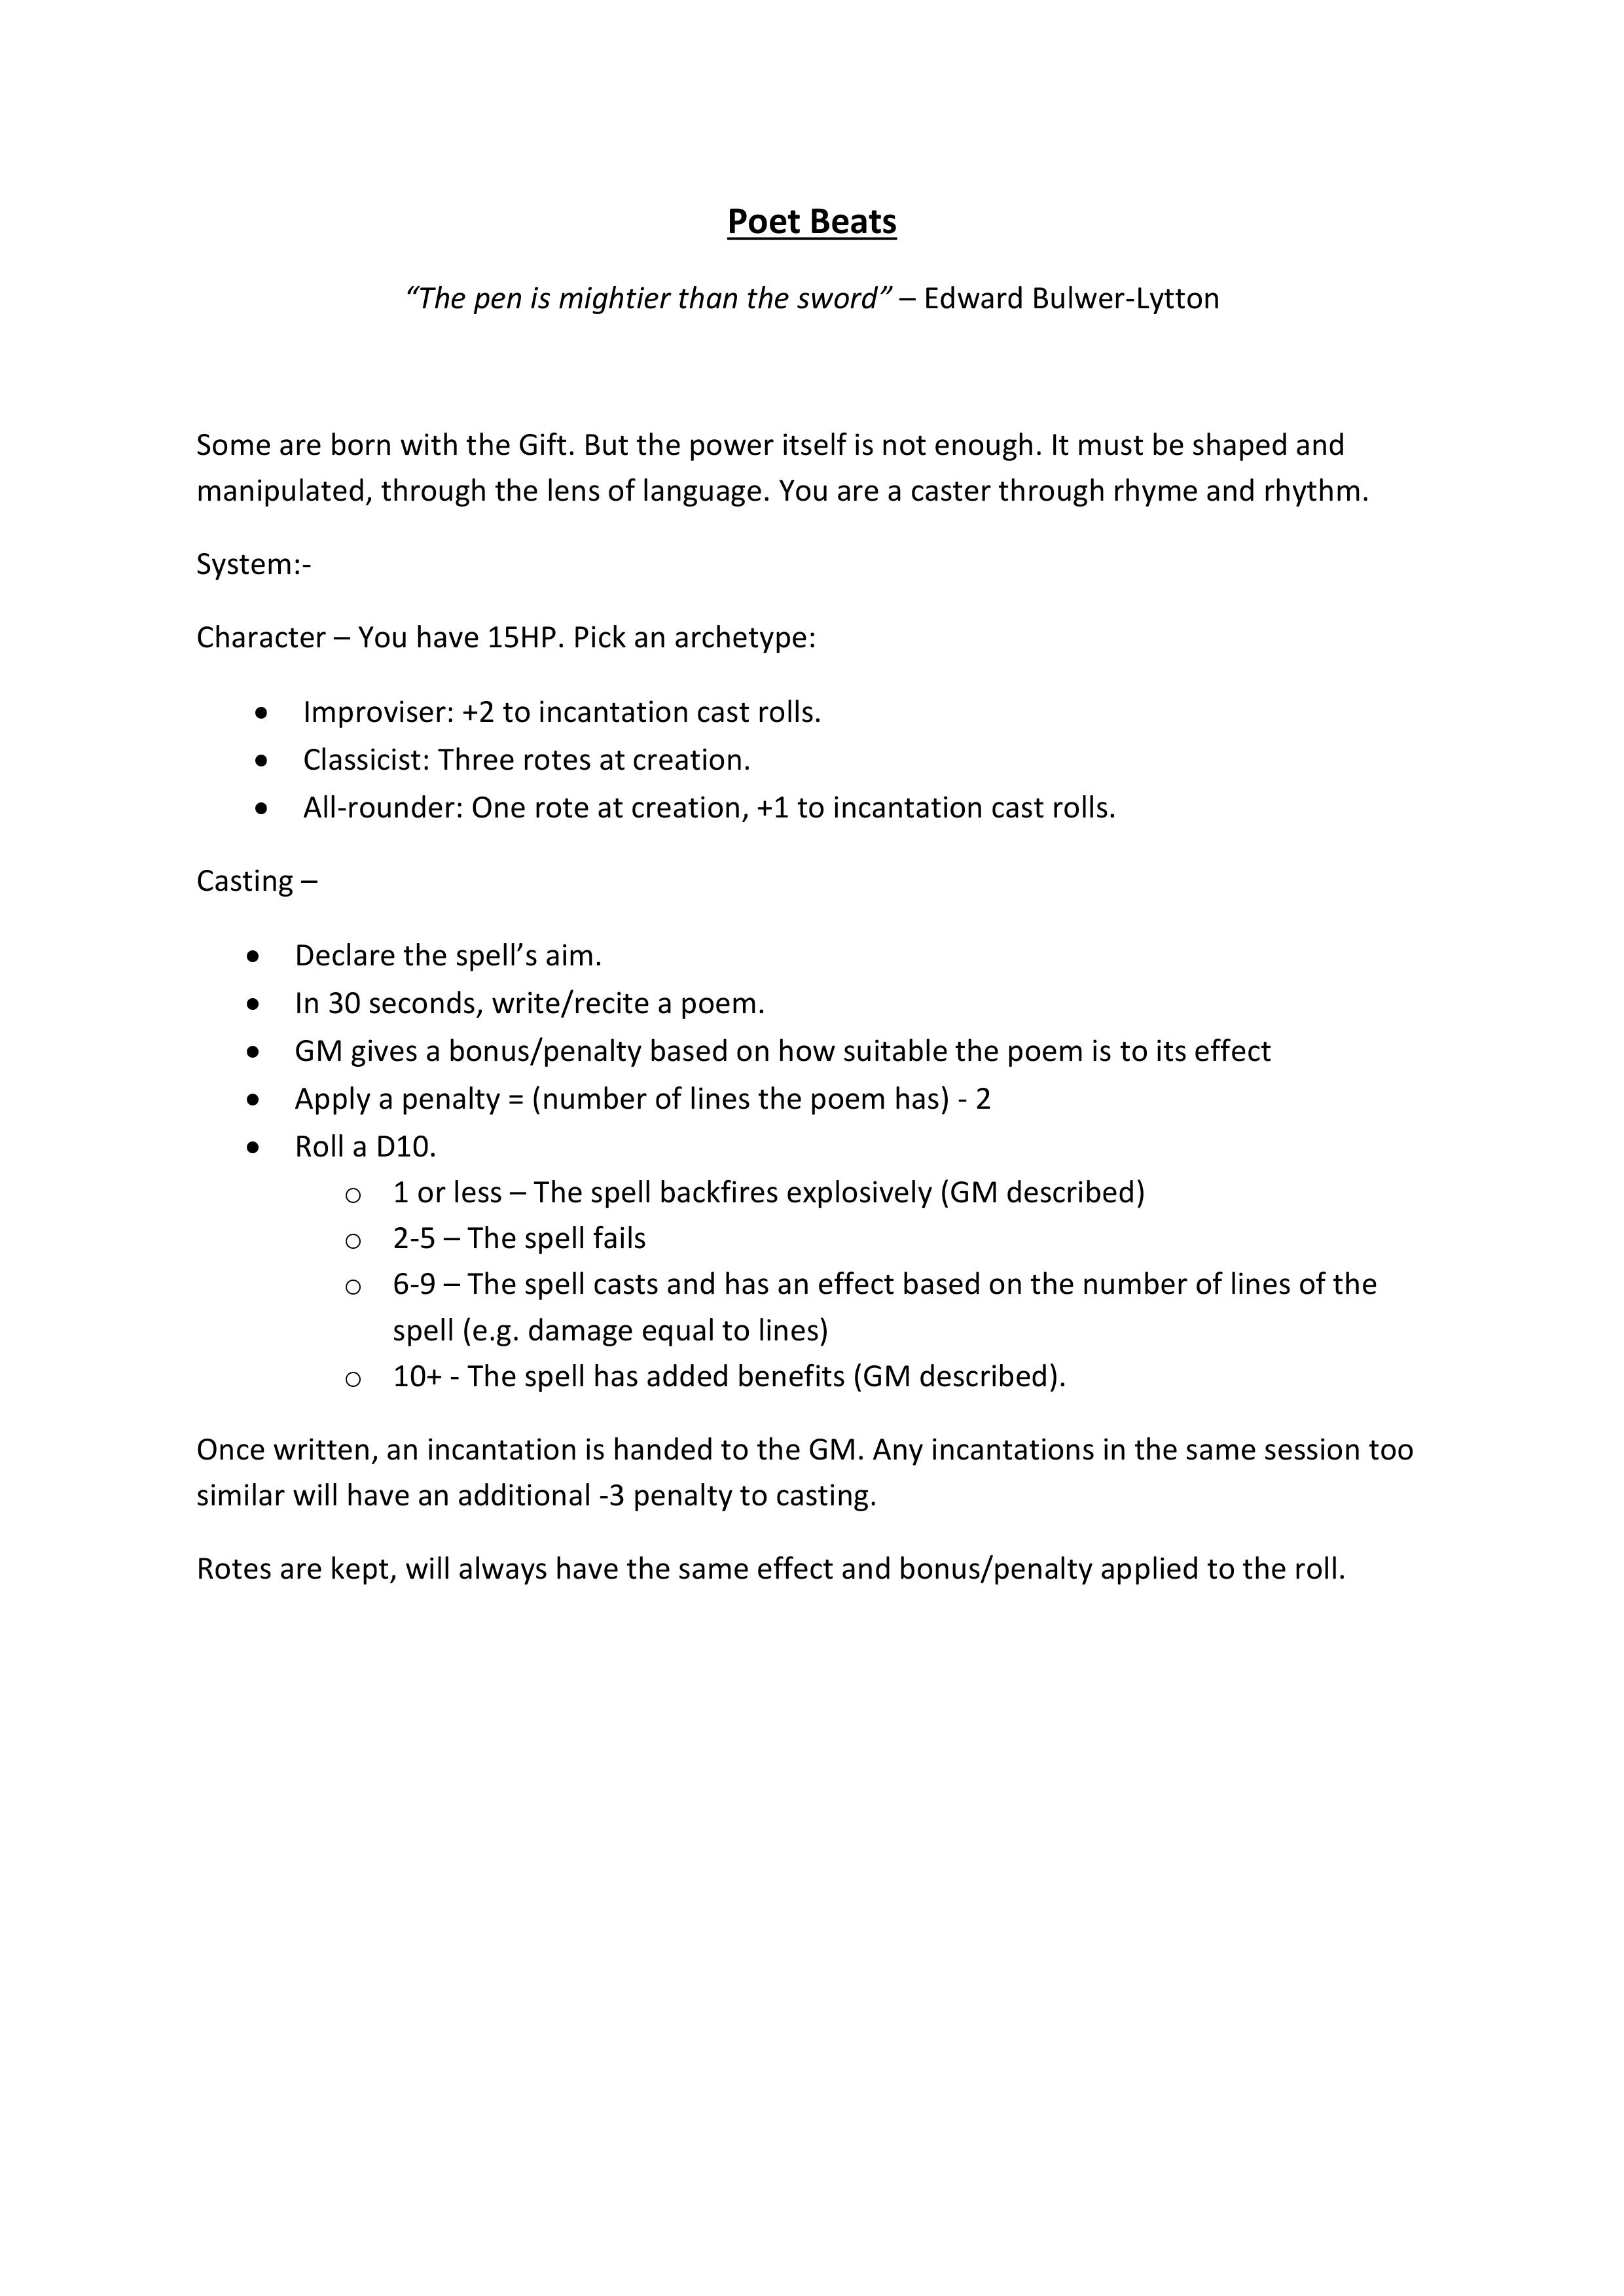 Poet Beats
“The pen is mightier than the sword” – Edward Bulwer-Lytton
Some are born with the Gift. But the power itself is not enough. It must be shaped and
manipulated, through the lens of language. You are a caster through rhyme and rhythm.
System:-
Character – You have 15HP. Pick an archetype:
• Improviser: +2 to incantation cast rolls.
• Classicist: Three rotes at creation.
• All-rounder: One rote at creation, +1 to incantation cast rolls.
Casting –
• Declare the spell’s aim.
• In 30 seconds, write/recite a poem.
• GM gives a bonus/penalty based on how suitable the poem is to its effect
• Apply a penalty = (number of lines the poem has) - 2
• Roll a D10.
o 1 or less – The spell backfires explosively (GM described)
o 2-5 – The spell fails
o 6-9 – The spell casts and has an effect based on the number of lines of the
spell (e.g. damage equal to lines)
o 10+ - The spell has added benefits (GM described).
Once written, an incantation is handed to the GM. Any incantations in the same session too
similar will have an additional -3 penalty to casting.
Rotes are kept, will always have the same effect and bonus/penalty applied to the roll.